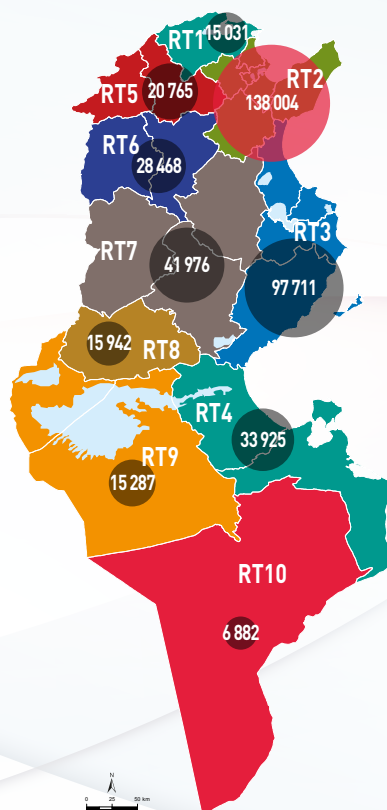 RT1
15 031
RT2
138 004
RT5
20 765
RT6
28 468
RT3
97 711
RT7
41 976
15 942
RT8
RT4
33 925
RT9
15 287
RT10
6 882
N
0 25 50 km